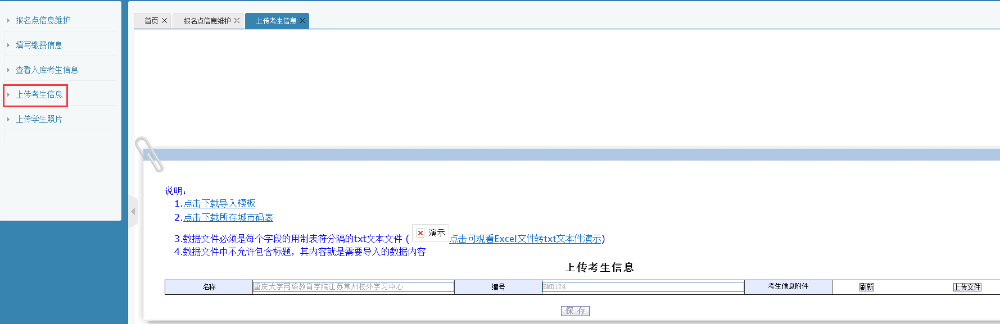 报名点信息维护
填写缴费信息
查看入库考生信息
上传考生信息
上传学生照片
首页 报名点信息维护 上传考生信息
说明：
1.点击下载导入模板
2.点击下载所在城市码表
3.数据文件必须是每个字段的用制表符分隔的txt文本文件 ( 演示 点击可观看Excel文件转txt文本件演示)
4.数据文件中不允许包含标题，其内容就是需要导入的数据内容
上传考生信息
名称 重庆大学网络教育学院江苏常州校外学习中心 编号 BMD124 考生信息附件 刷新 上传文件
保 存